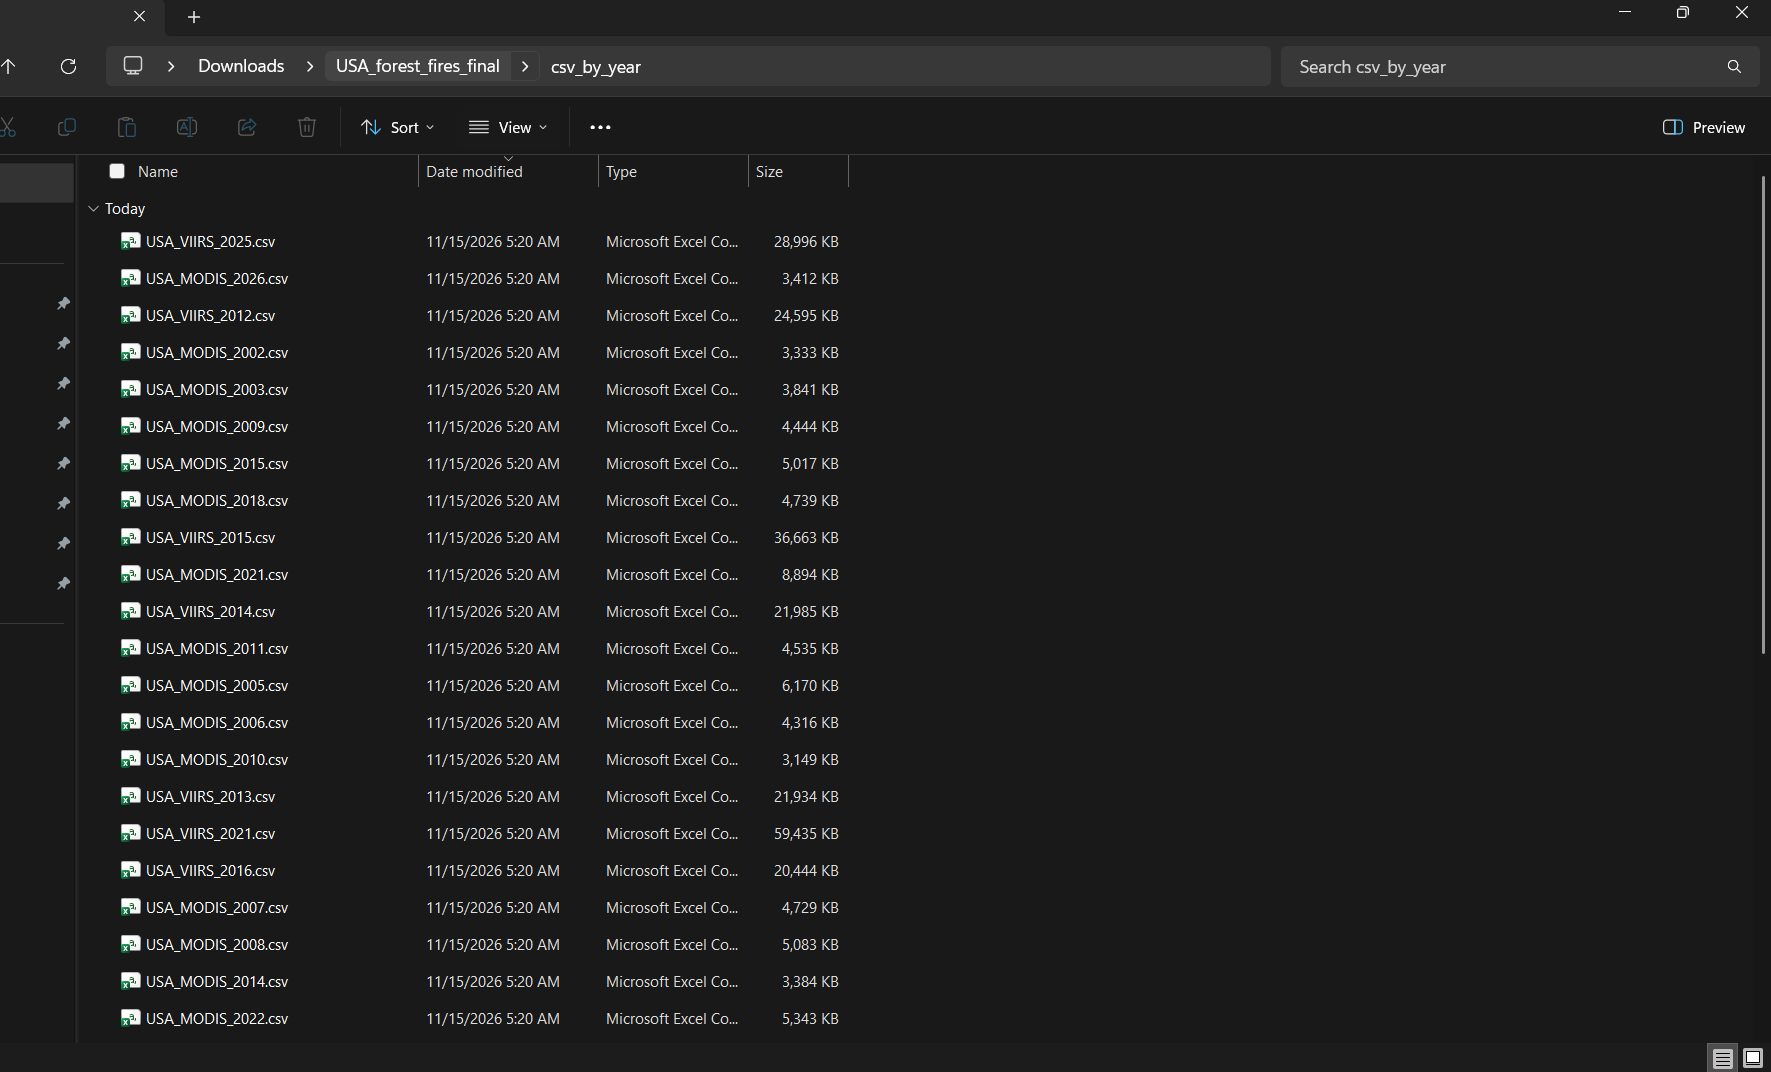 Downloads > USA_forest_fires_final > csv_by_year
Search csv_by_year
Sort View ••• Preview
Name Date modified Type Size
Today
USA_VIIRS_2025.csv 11/15/2026 5:20 AM Microsoft Excel Co... 28,996 KB
USA_MODIS_2026.csv 11/15/2026 5:20 AM Microsoft Excel Co... 3,412 KB
USA_VIIRS_2012.csv 11/15/2026 5:20 AM Microsoft Excel Co... 24,595 KB
USA_MODIS_2002.csv 11/15/2026 5:20 AM Microsoft Excel Co... 3,333 KB
USA_MODIS_2003.csv 11/15/2026 5:20 AM Microsoft Excel Co... 3,841 KB
USA_MODIS_2009.csv 11/15/2026 5:20 AM Microsoft Excel Co... 4,444 KB
USA_MODIS_2015.csv 11/15/2026 5:20 AM Microsoft Excel Co... 5,017 KB
USA_MODIS_2018.csv 11/15/2026 5:20 AM Microsoft Excel Co... 4,739 KB
USA_VIIRS_2015.csv 11/15/2026 5:20 AM Microsoft Excel Co... 36,663 KB
USA_MODIS_2021.csv 11/15/2026 5:20 AM Microsoft Excel Co... 8,894 KB
USA_VIIRS_2014.csv 11/15/2026 5:20 AM Microsoft Excel Co... 21,985 KB
USA_MODIS_2011.csv 11/15/2026 5:20 AM Microsoft Excel Co... 4,535 KB
USA_MODIS_2005.csv 11/15/2026 5:20 AM Microsoft Excel Co... 6,170 KB
USA_MODIS_2006.csv 11/15/2026 5:20 AM Microsoft Excel Co... 4,316 KB
USA_MODIS_2010.csv 11/15/2026 5:20 AM Microsoft Excel Co... 3,149 KB
USA_VIIRS_2013.csv 11/15/2026 5:20 AM Microsoft Excel Co... 21,934 KB
USA_VIIRS_2021.csv 11/15/2026 5:20 AM Microsoft Excel Co... 59,435 KB
USA_VIIRS_2016.csv 11/15/2026 5:20 AM Microsoft Excel Co... 20,444 KB
USA_MODIS_2007.csv 11/15/2026 5:20 AM Microsoft Excel Co... 4,729 KB
USA_MODIS_2008.csv 11/15/2026 5:20 AM Microsoft Excel Co... 5,083 KB
USA_MODIS_2014.csv 11/15/2026 5:20 AM Microsoft Excel Co... 3,384 KB
USA_MODIS_2022.csv 11/15/2026 5:20 AM Microsoft Excel Co... 5,343 KB